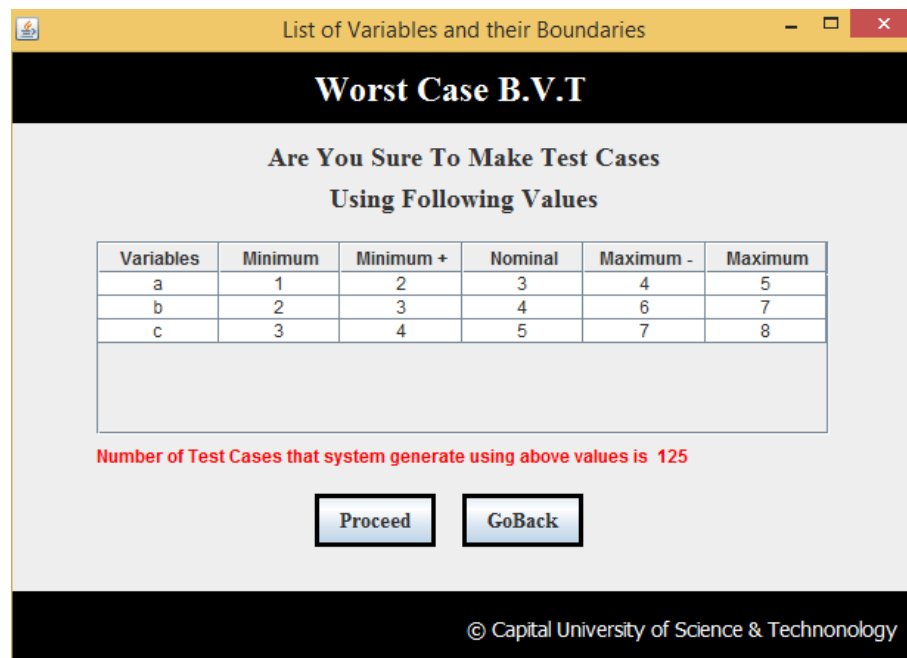 List of Variables and their Boundaries
Worst Case B.V.T
Are You Sure To Make Test Cases
Using Following Values
Variables Minimum Minimum + Nominal Maximum - Maximum
a 1 2 3 4 5
b 2 3 4 6 7
c 3 4 5 7 8
Number of Test Cases that system generate using above values is 125
Proceed GoBack
© Capital University of Science & Technonology